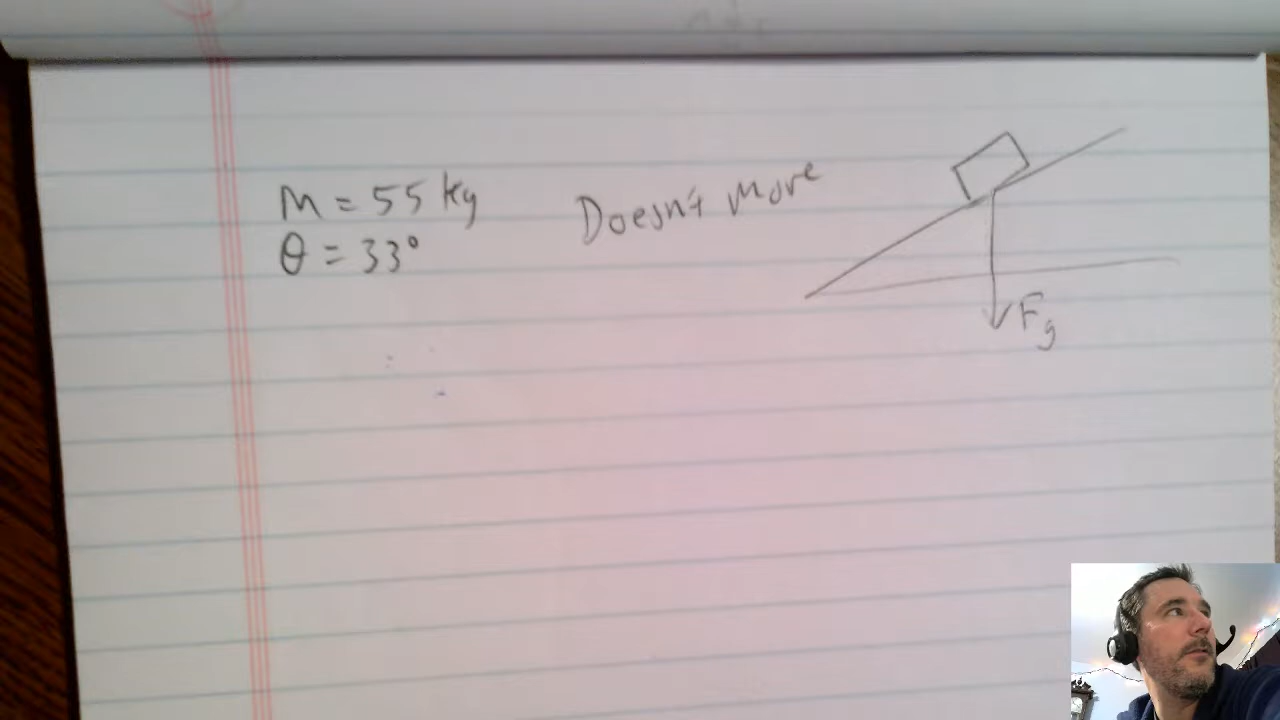 M = 55 kg
θ = 33°
Doesn't Move
Fg